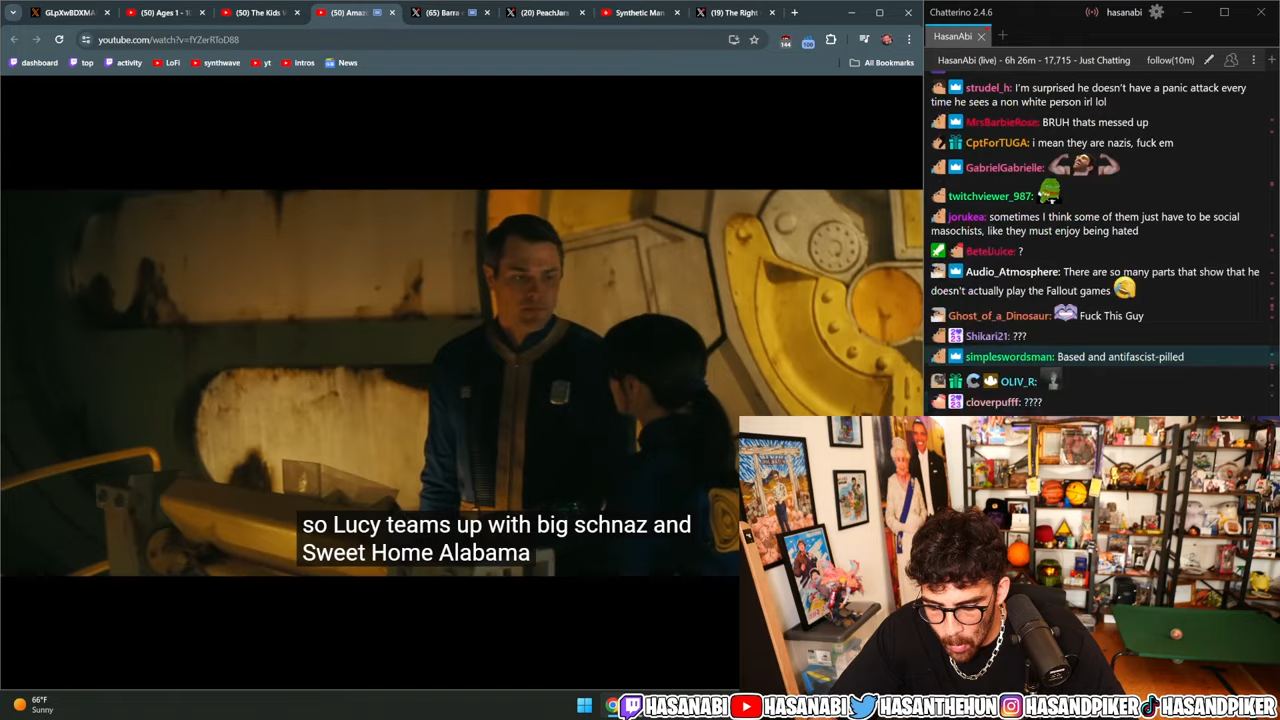 (50) GLpXwBDXMA
(50) Ages 1 - 10
(50) The Kids
(50) Amaz
(65) Barra
(20) PeachJars
Synthetic Man
(19) The Right
youtube.com/watch?v=fYZerRToD88
144
100
dashboard
top
activity
LoFi
synthwave
yt
intros
News
All Bookmarks
so Lucy teams up with big schnaz and
Sweet Home Alabama
Chatterino 2.4.6
hasanabi
HasanAbi
HasanAbi (live) - 6h 26m - 17,715 - Just Chatting
follow(10m)
strudel_h: I'm surprised he doesn't have a panic attack every
time he sees a non white person irl lol
MrsBarbieRose: BRUH thats messed up
CptForTUGA: i mean they are nazis, fuck em
GabrielGabrielle:
twitchviewer_987:
jorukea: sometimes I think some of them just have to be social
masochists, like they must enjoy being hated
BetelJuice: ?
Audio_Atmosphere: There are so many parts that show that he
doesn't actually play the Fallout games
Ghost_of_a_Dinosaur: Fuck This Guy
Shikari21: ???
simpleswordsman: Based and antifascist-pilled
OLIV_R:
cloverpufff: ????
66°F
Sunny
HASANABI
HASANABI
HASANTHEHUN
HASANDPIKER
HASANDPIKER